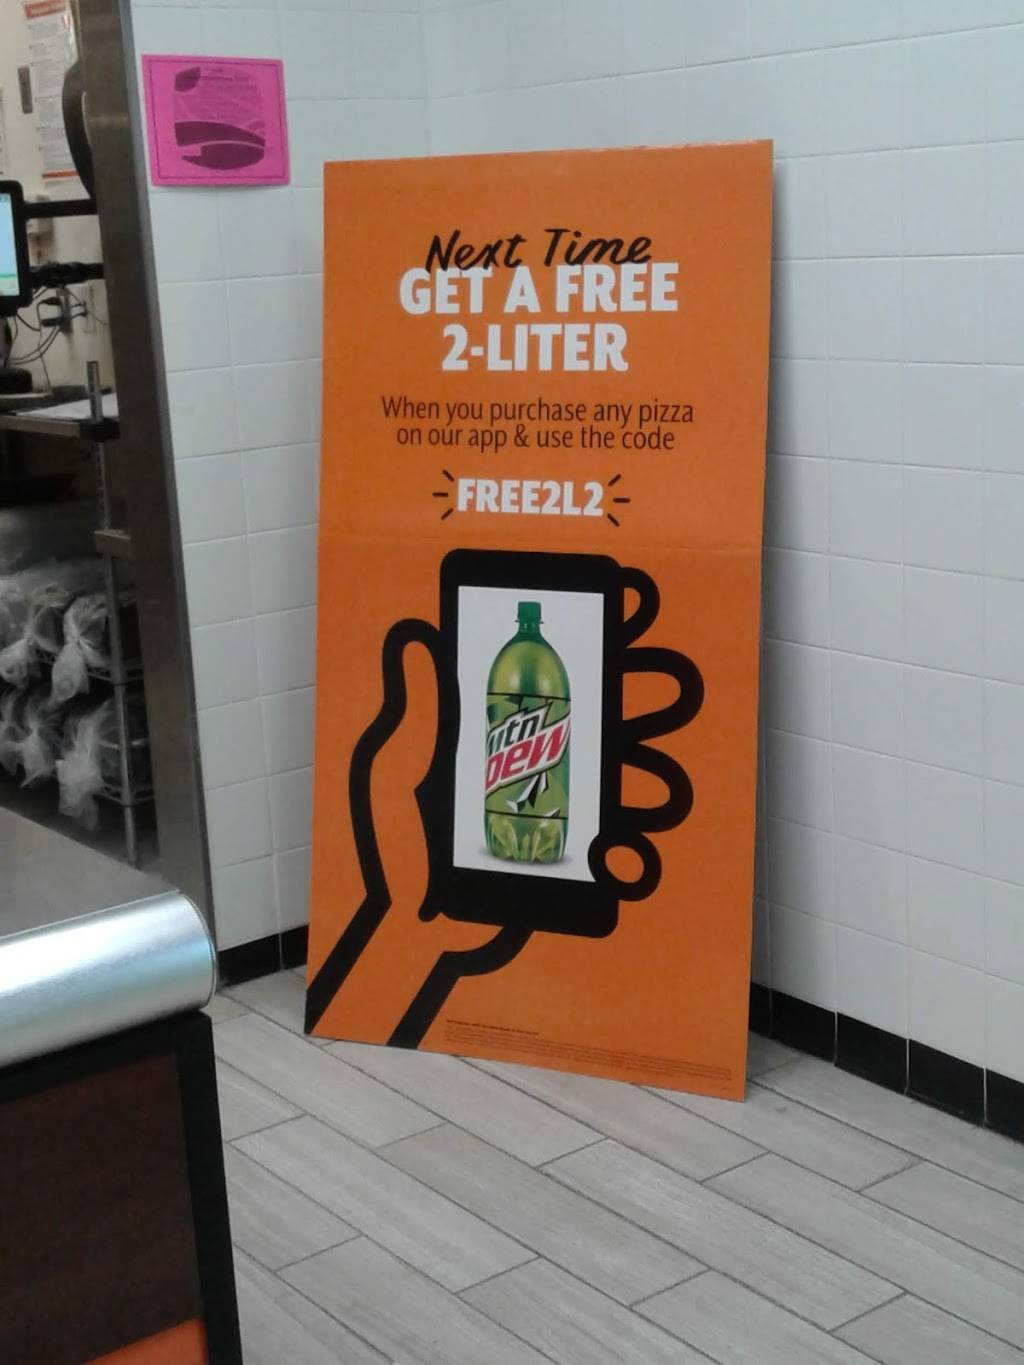 Next Time
GET A FREE
2-LITER
When you purchase any pizza
on our app & use the code
FREE2L2
mtn
Dew